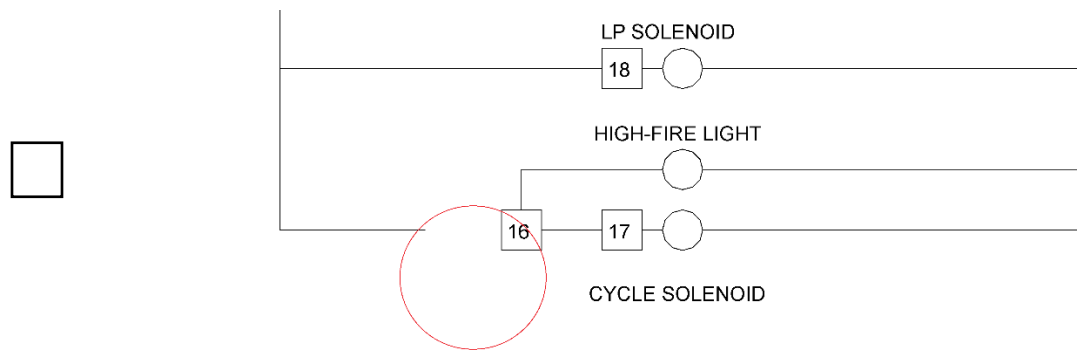 LP SOLENOID
18
HIGH-FIRE LIGHT
16
17
CYCLE SOLENOID